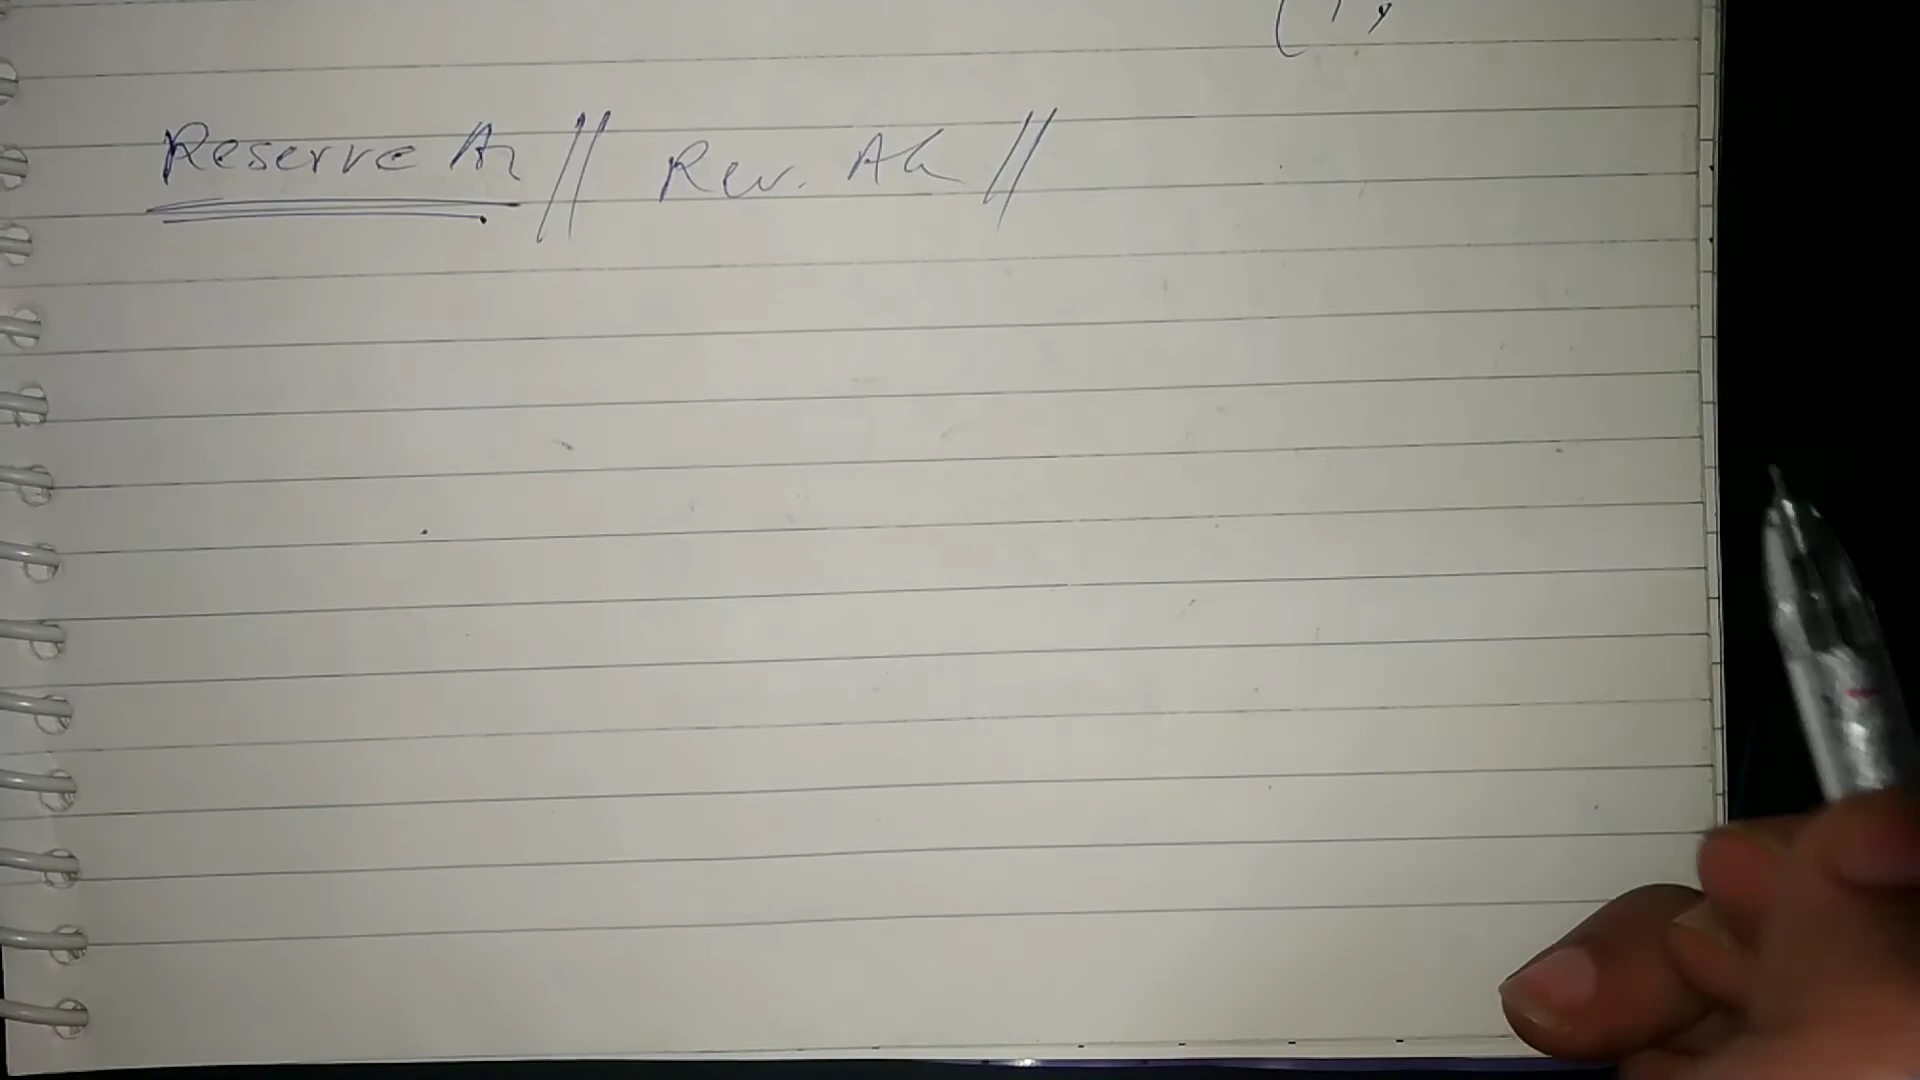 Reserve A/c // Rev. A/c //